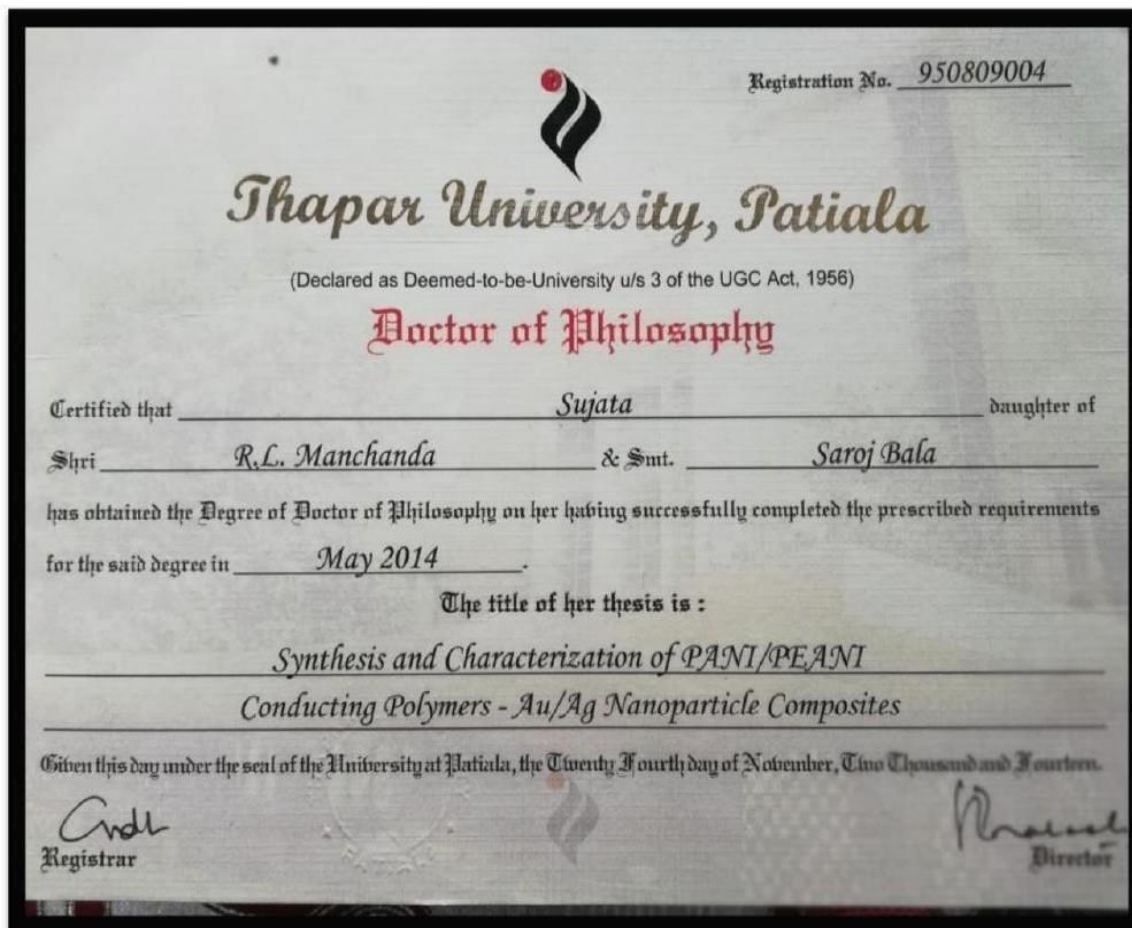 Registration No. 950809004
Thapar University, Patiala
(Declared as Deemed-to-be-University u/s 3 of the UGC Act, 1956)
Doctor of Philosophy
Certified that Sujata daughter of
Shri R.L. Manchanda & Smt. Saroj Bala
has obtained the Degree of Doctor of Philosophy on her having successfully completed the prescribed requirements
for the said degree in May 2014.
The title of her thesis is :
Synthesis and Characterization of PANI/PEANI
Conducting Polymers - Au/Ag Nanoparticle Composites
Given this day under the seal of the University at Patiala, the Twenty Fourth day of November, Two Thousand and Fourteen.
Registrar
Director